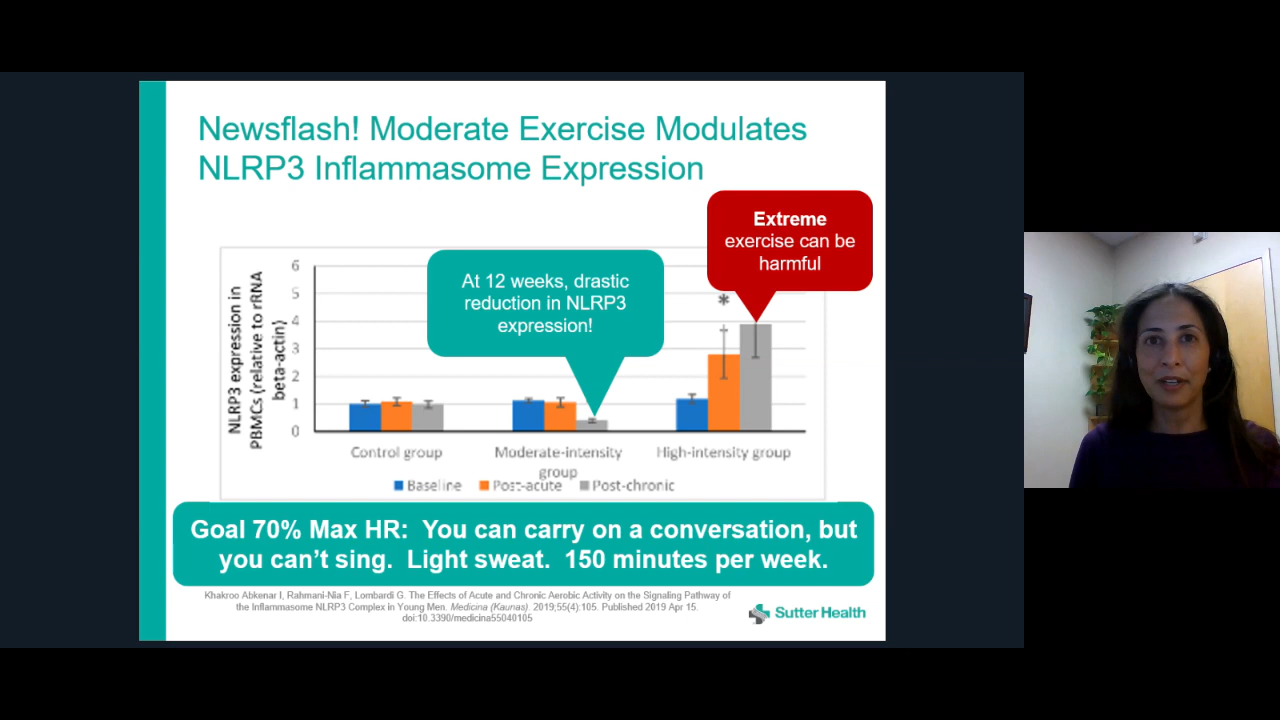 Newsflash! Moderate Exercise Modulates
NLRP3 Inflammasome Expression
Extreme
exercise can be
harmful
At 12 weeks, drastic
reduction in NLRP3
expression!
NLRP3 expression in
PBMCs (relative to rRNA
beta-actin)
6
5
4
3
2
1
0
*
Control group
Moderate-intensity
group
High-intensity group
Baseline
Post-acute
Post-chronic
Goal 70% Max HR: You can carry on a conversation, but
you can't sing. Light sweat. 150 minutes per week.
Khakroo Abkenar I, Rahmani-Nia F, Lombardi G. The Effects of Acute and Chronic Aerobic Activity on the Signaling Pathway of
the Inflammasome NLRP3 Complex in Young Men. Medicina (Kaunas). 2019;55(4):105. Published 2019 Apr 15.
doi:10.3390/medicina55040105
Sutter Health